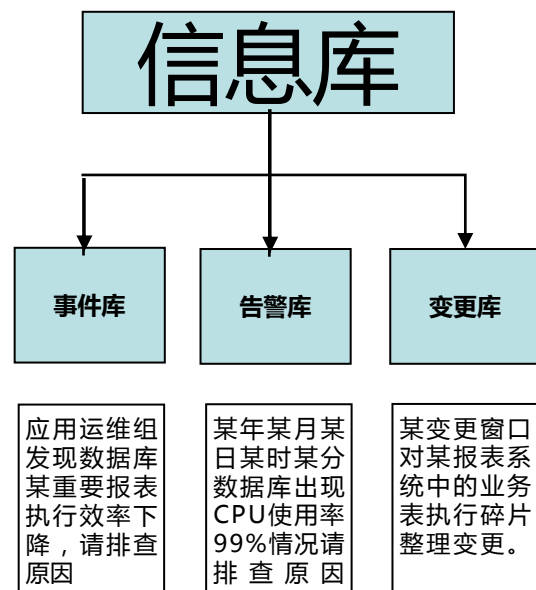 信息库
事件库
告警库
变更库
应用运维组
发现数据库
某重要报表
执行效率下
降，请排查
原因
某年某月某
日某时某分
数据库出现
CPU使用率
99%情况请
排查原因
某变更窗口
对某报表系
统中的业务
表执行碎片
整理变更。